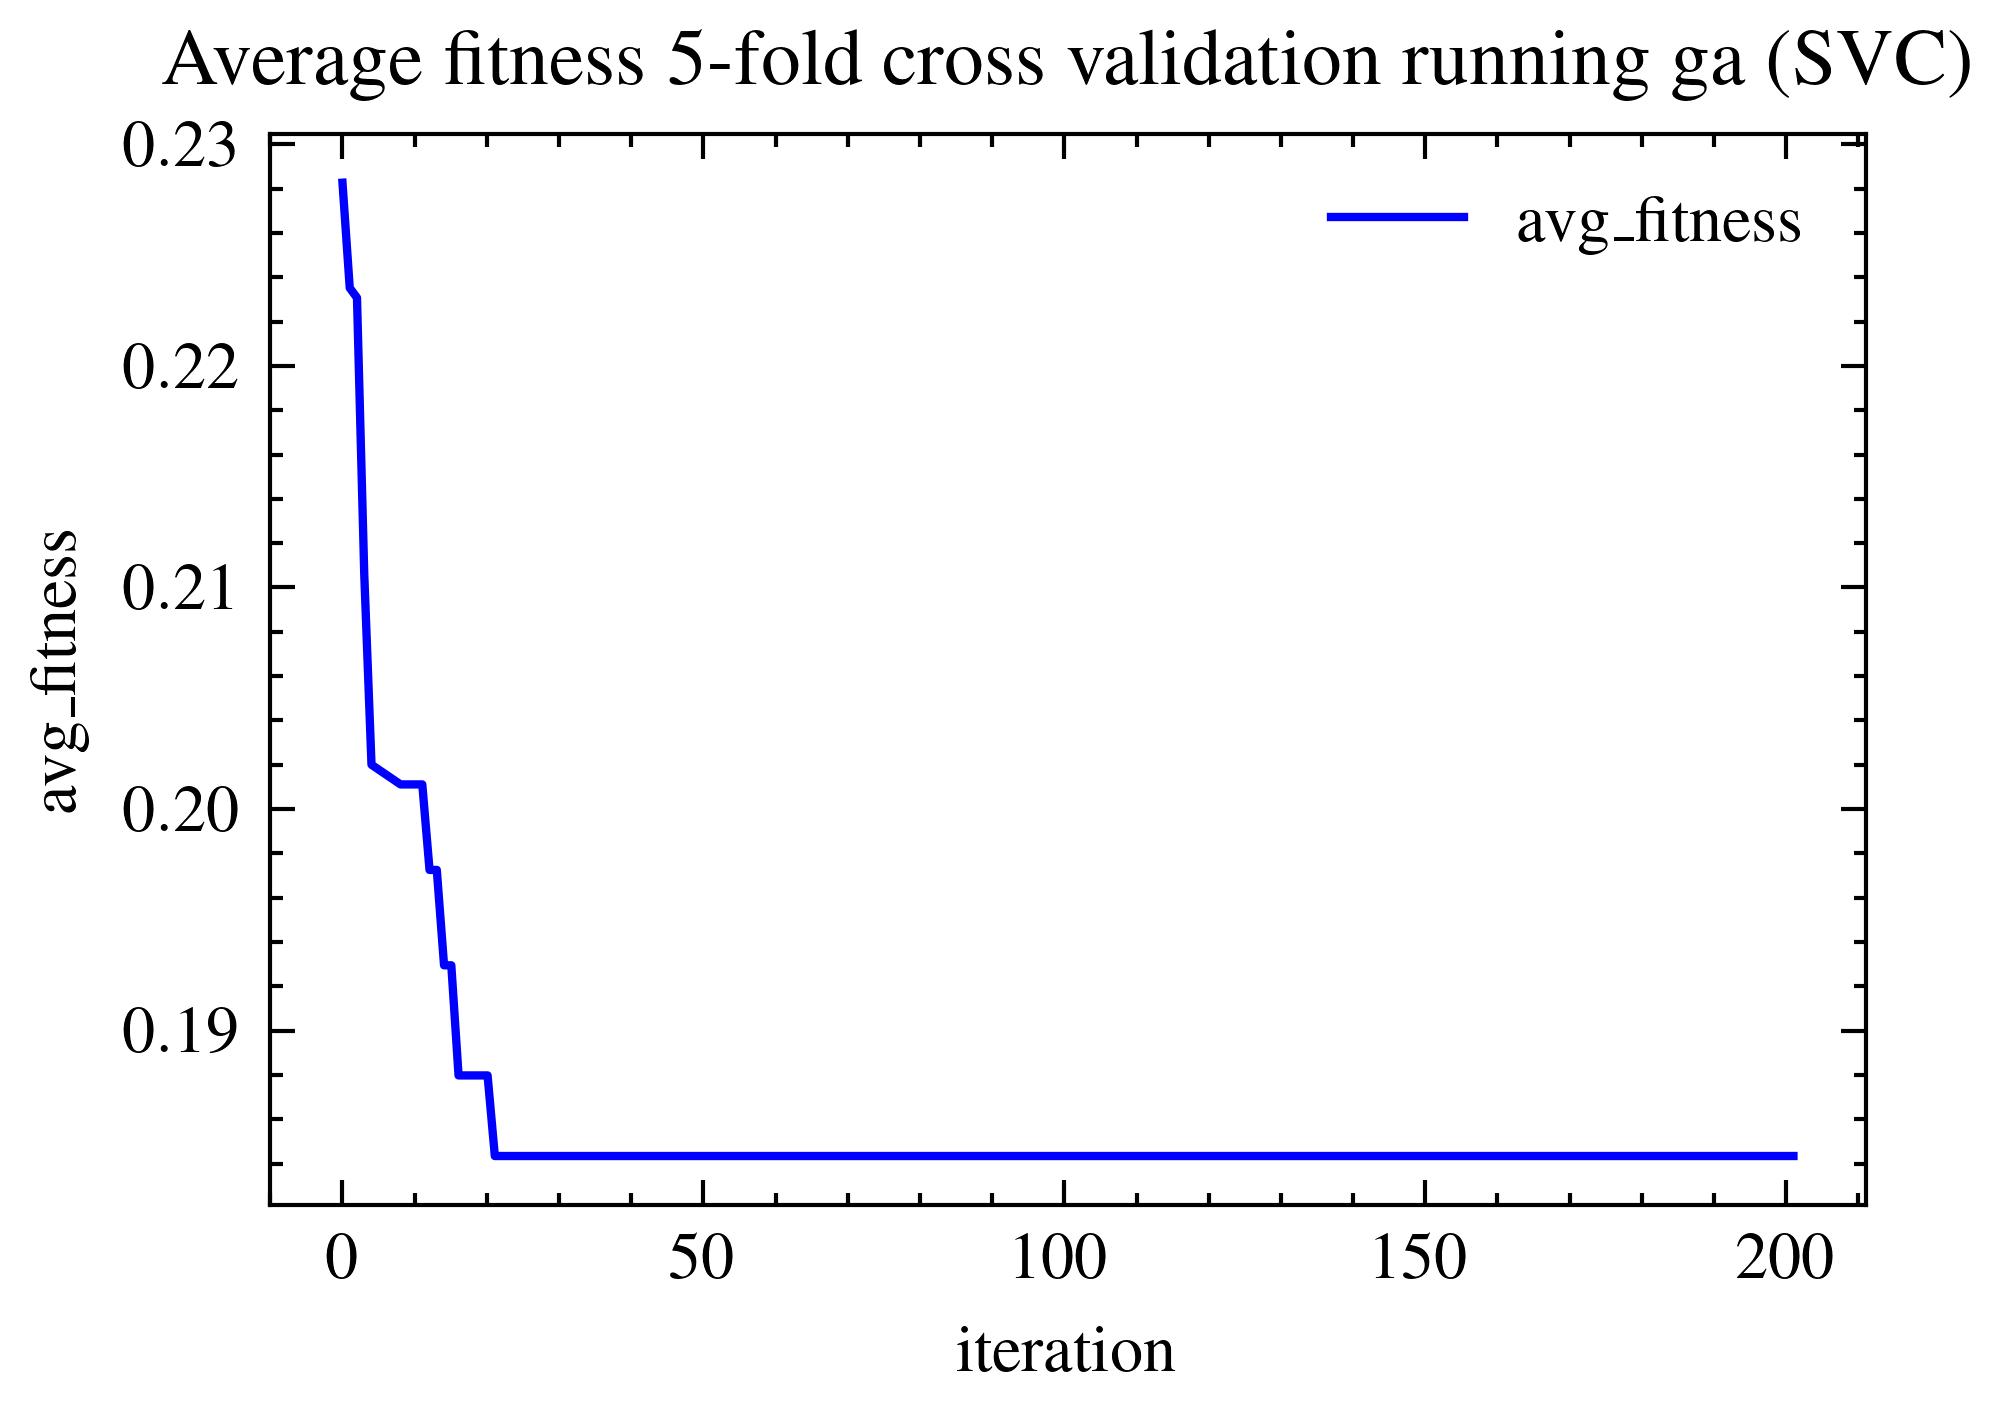 Average fitness 5-fold cross validation running ga (SVC)
0.23
0.22
0.21
0.20
0.19
avg_fitness
avg_fitness
0 50 100 150 200
iteration